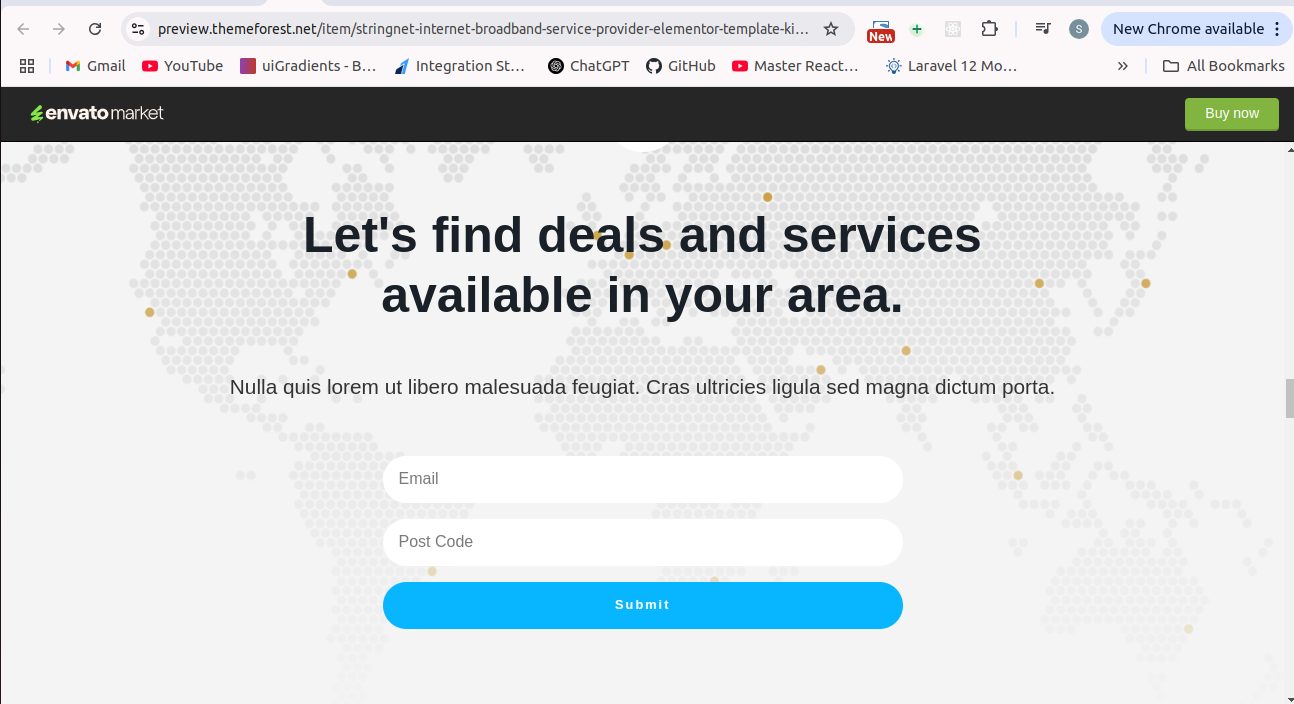 preview.themeforest.net/item/stringnet-internet-broadband-service-provider-elementor-template-ki...
New
S
New Chrome available
Gmail
YouTube
uiGradients - B...
Integration St...
ChatGPT
GitHub
Master React...
Laravel 12 Mo...
All Bookmarks
envato market
Buy now
Let's find deals and services
available in your area.
Nulla quis lorem ut libero malesuada feugiat. Cras ultricies ligula sed magna dictum porta.
Email
Post Code
Submit